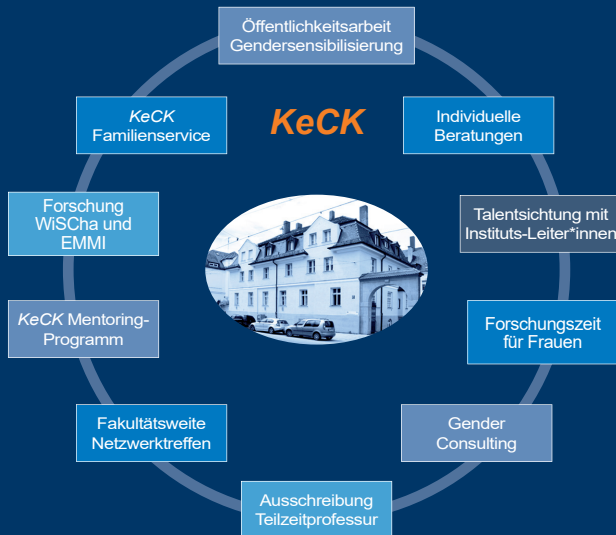 Öffentlichkeitsarbeit
Gendersensibilisierung
KeCK
KeCK
Familienservice
Individuelle
Beratungen
Forschung
WiSCha und
EMMI
Talentsichtung mit
Instituts-Leiter*innen
KeCK Mentoring-
Programm
Forschungszeit
für Frauen
Fakultätsweite
Netzwerktreffen
Gender
Consulting
Ausschreibung
Teilzeitprofessur